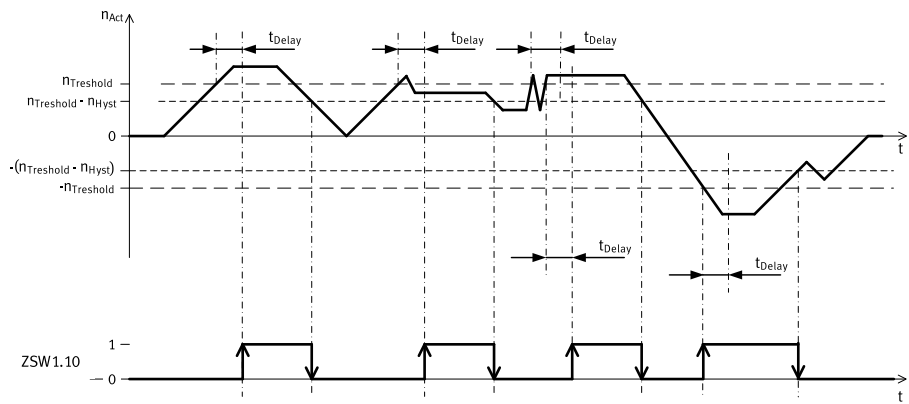 nAct
tDelay
tDelay
tDelay
nTreshold
nTreshold - nHyst
0
t
-(nTreshold - nHyst)
-nTreshold
tDelay
tDelay
1
ZSW1.10
0
t